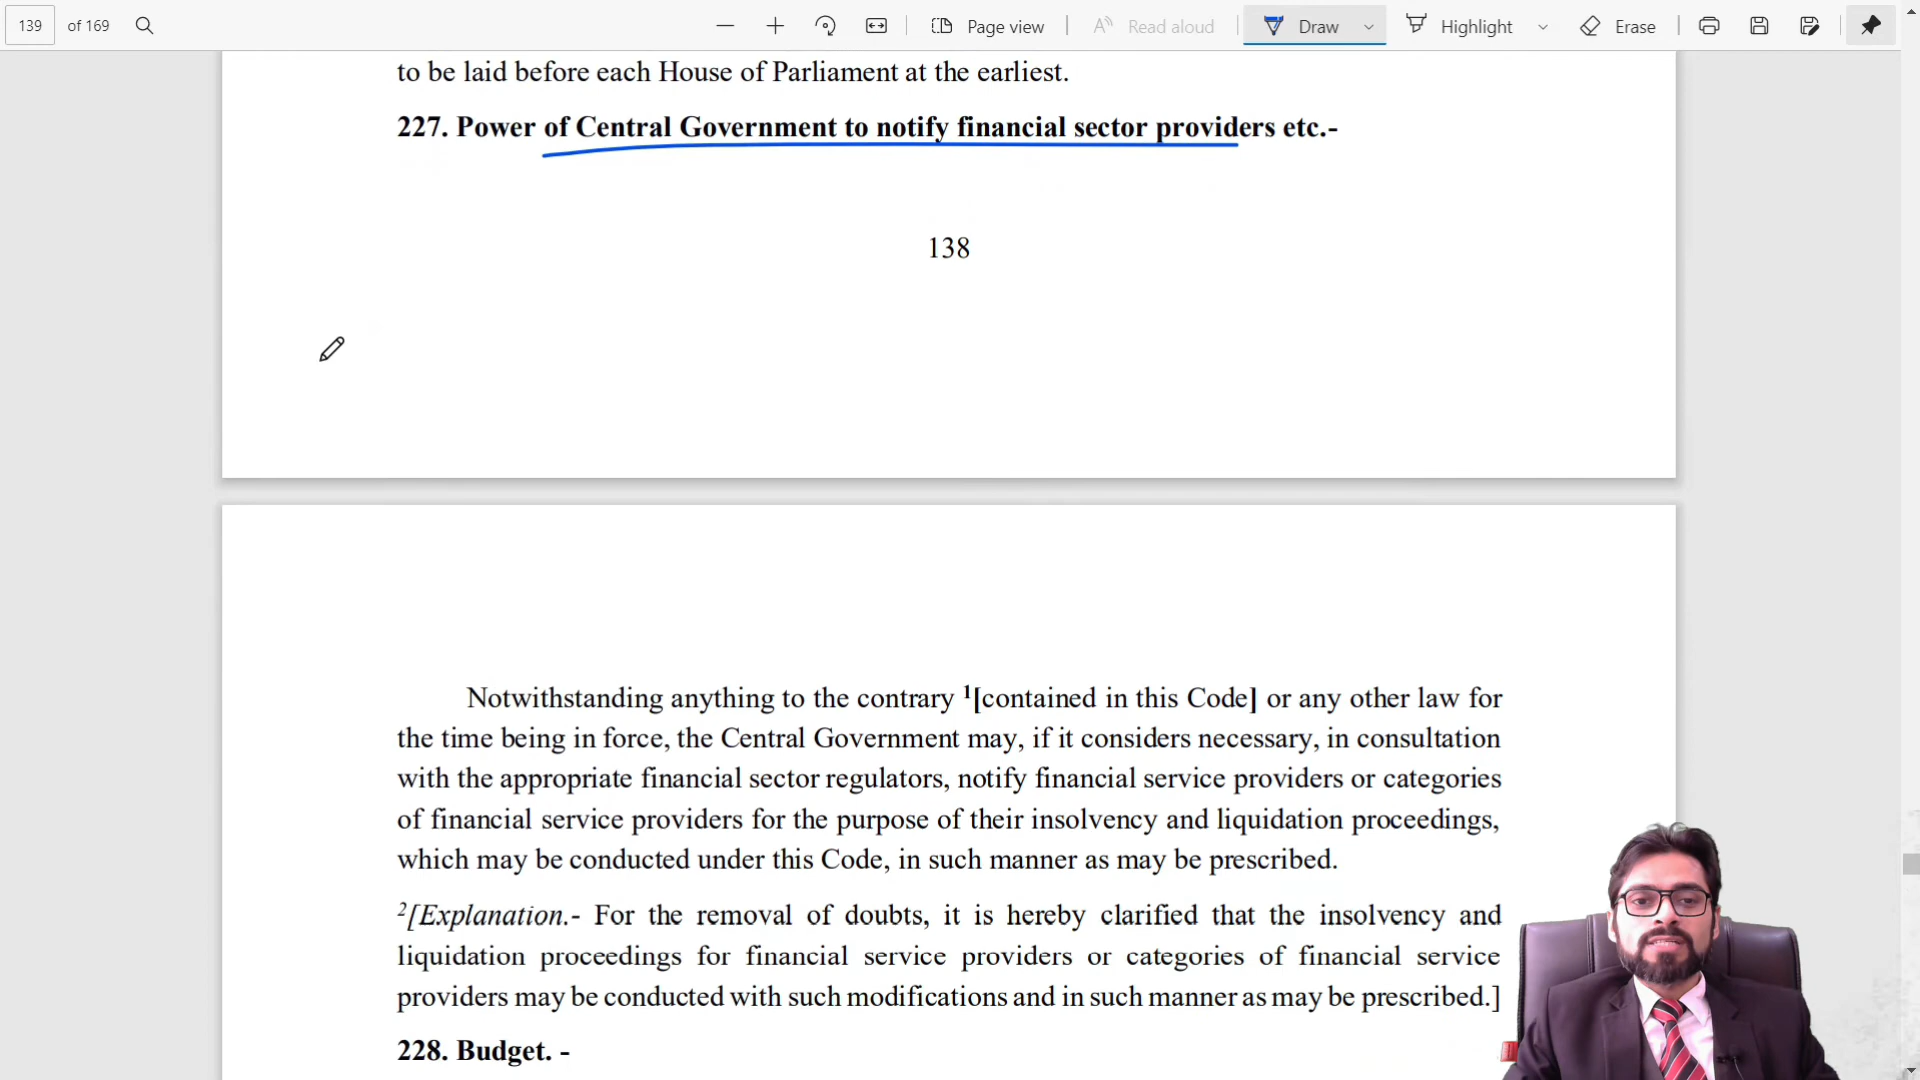 139 of 169 Page view Read aloud Draw Highlight Erase
to be laid before each House of Parliament at the earliest.
227. Power of Central Government to notify financial sector providers etc.-
138
Notwithstanding anything to the contrary 1[contained in this Code] or any other law for
the time being in force, the Central Government may, if it considers necessary, in consultation
with the appropriate financial sector regulators, notify financial service providers or categories
of financial service providers for the purpose of their insolvency and liquidation proceedings,
which may be conducted under this Code, in such manner as may be prescribed.
2[Explanation.- For the removal of doubts, it is hereby clarified that the insolvency and
liquidation proceedings for financial service providers or categories of financial service
providers may be conducted with such modifications and in such manner as may be prescribed.]
228. Budget. -